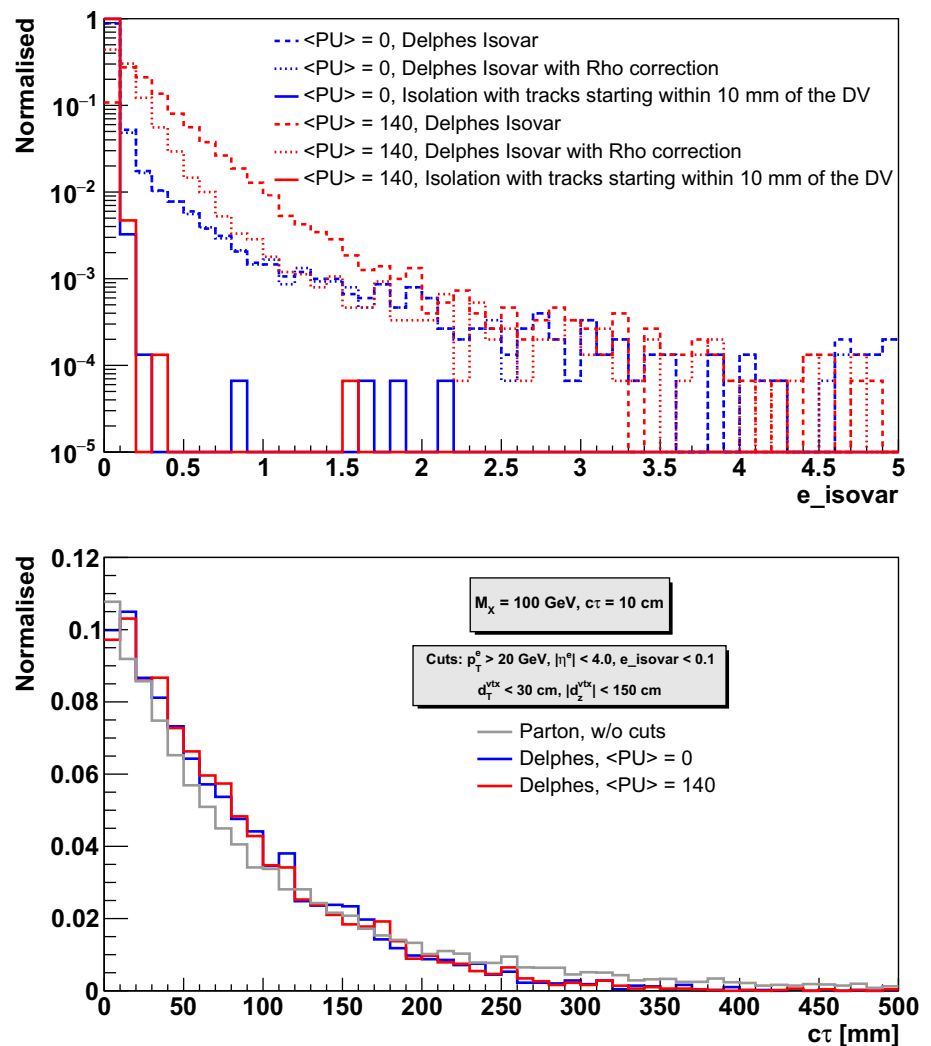 Normalised
1
10⁻¹
10⁻²
10⁻³
10⁻⁴
10⁻⁵
<PU> = 0, Delphes Isovar
<PU> = 0, Delphes Isovar with Rho correction
<PU> = 0, Isolation with tracks starting within 10 mm of the DV
<PU> = 140, Delphes Isovar
<PU> = 140, Delphes Isovar with Rho correction
<PU> = 140, Isolation with tracks starting within 10 mm of the DV
0 0.5 1 1.5 2 2.5 3 3.5 4 4.5 5
e_isovar
Normalised
0.12
0.1
0.08
0.06
0.04
0.02
0
M_X = 100 GeV, cτ = 10 cm
Cuts: p_T^e > 20 GeV, |η^e| < 4.0, e_isovar < 0.1
d_T^vtx < 30 cm, |d_z^vtx| < 150 cm
Parton, w/o cuts
Delphes, <PU> = 0
Delphes, <PU> = 140
0 50 100 150 200 250 300 350 400 450 500
cτ [mm]